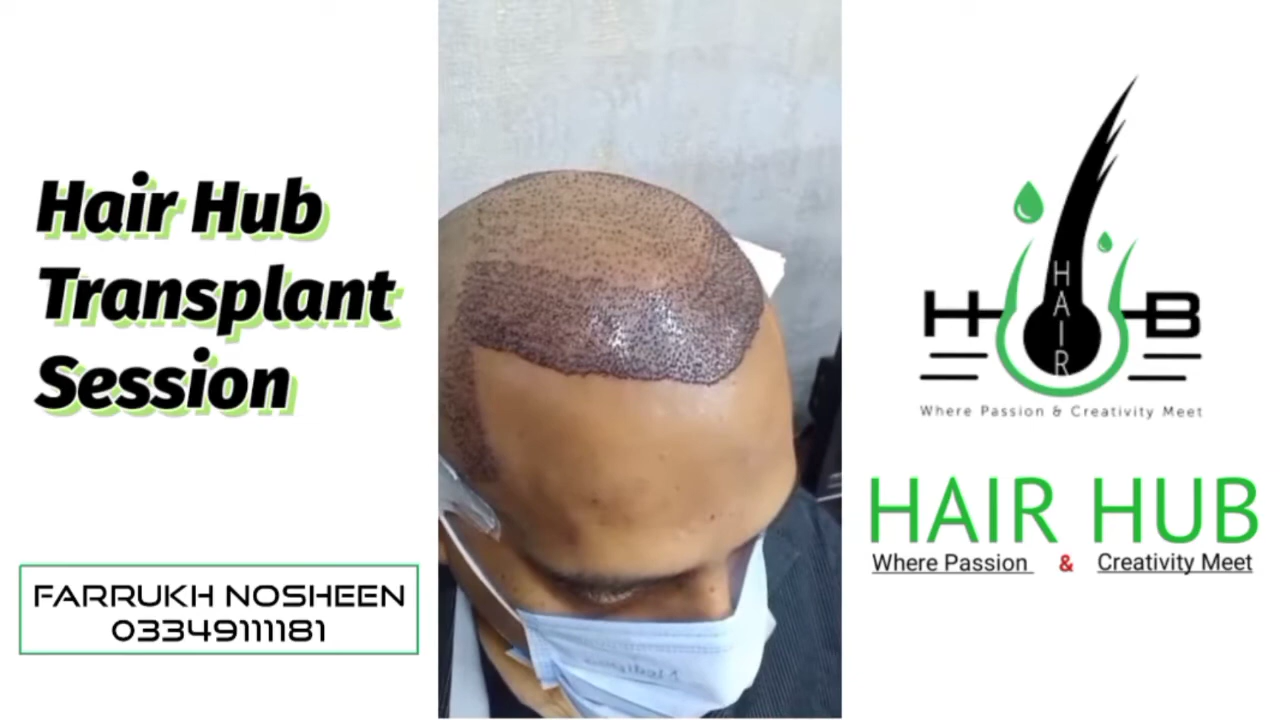 Hair Hub
Transplant
Session
FARRUKH NOSHEEN
03349111181
HAIR
H B
Where Passion & Creativity Meet
HAIR HUB
Where Passion & Creativity Meet